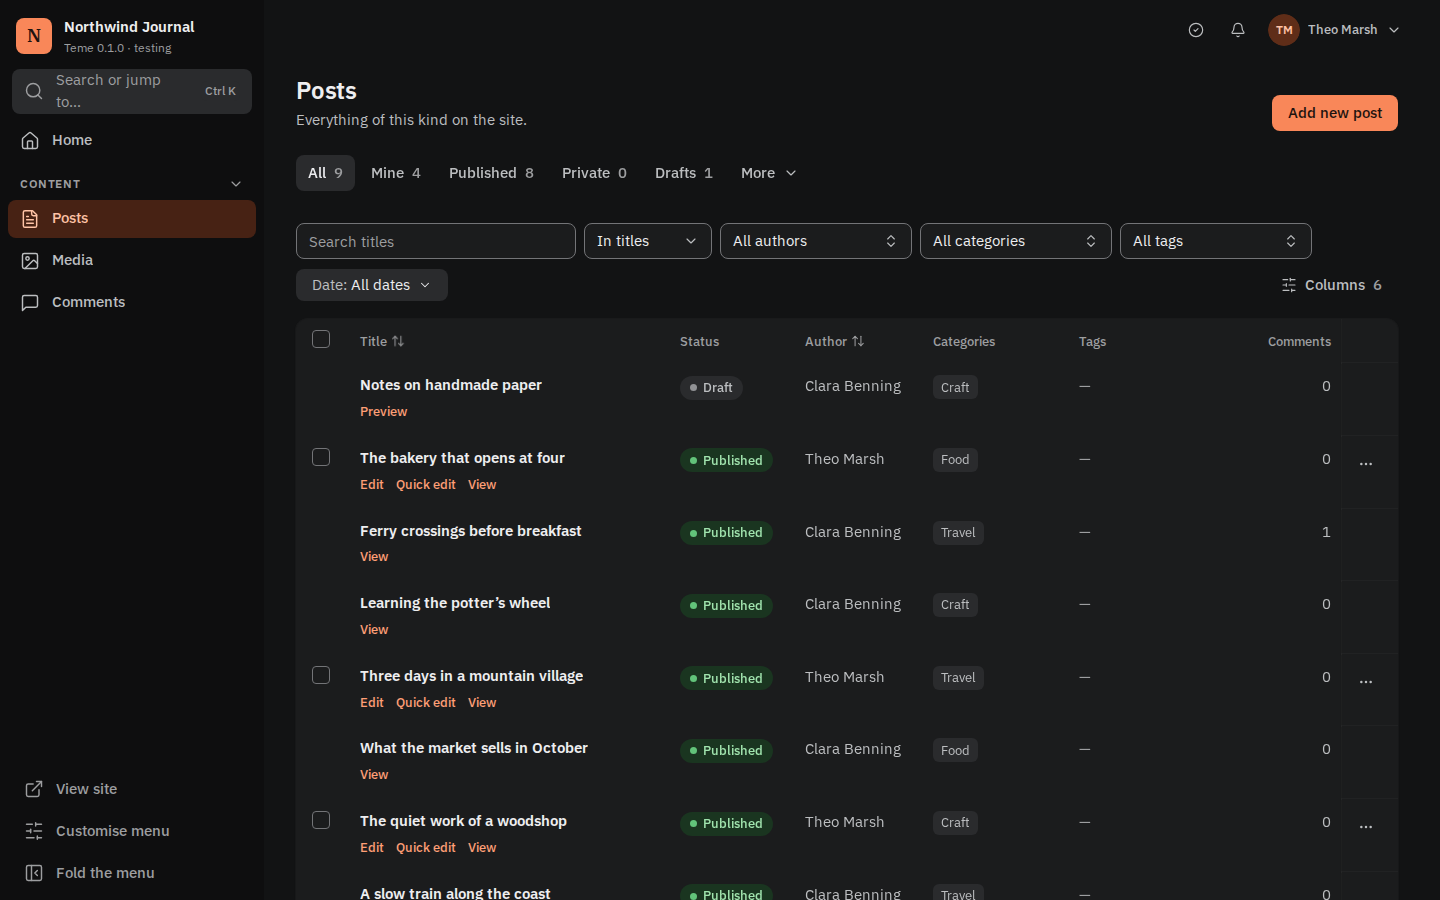 N
Northwind Journal
Teme 0.1.0 · testing
Search or jump
to...
Ctrl K
Home
CONTENT
Posts
Media
Comments
View site
Customise menu
Fold the menu
TM
Theo Marsh
Posts
Everything of this kind on the site.
Add new post
All 9
Mine 4
Published 8
Private 0
Drafts 1
More
Search titles
In titles
All authors
All categories
All tags
Date: All dates
Columns 6
Title
Status
Author
Categories
Tags
Comments
Notes on handmade paper
Draft
Clara Benning
Craft
—
0
Preview
The bakery that opens at four
Published
Theo Marsh
Food
—
0
Edit Quick edit View
Ferry crossings before breakfast
Published
Clara Benning
Travel
—
1
View
Learning the potter’s wheel
Published
Clara Benning
Craft
—
0
View
Three days in a mountain village
Published
Theo Marsh
Travel
—
0
Edit Quick edit View
What the market sells in October
Published
Clara Benning
Food
—
0
View
The quiet work of a woodshop
Published
Theo Marsh
Craft
—
0
Edit Quick edit View
A slow train along the coast
Published
Clara Benning
Travel
—
0